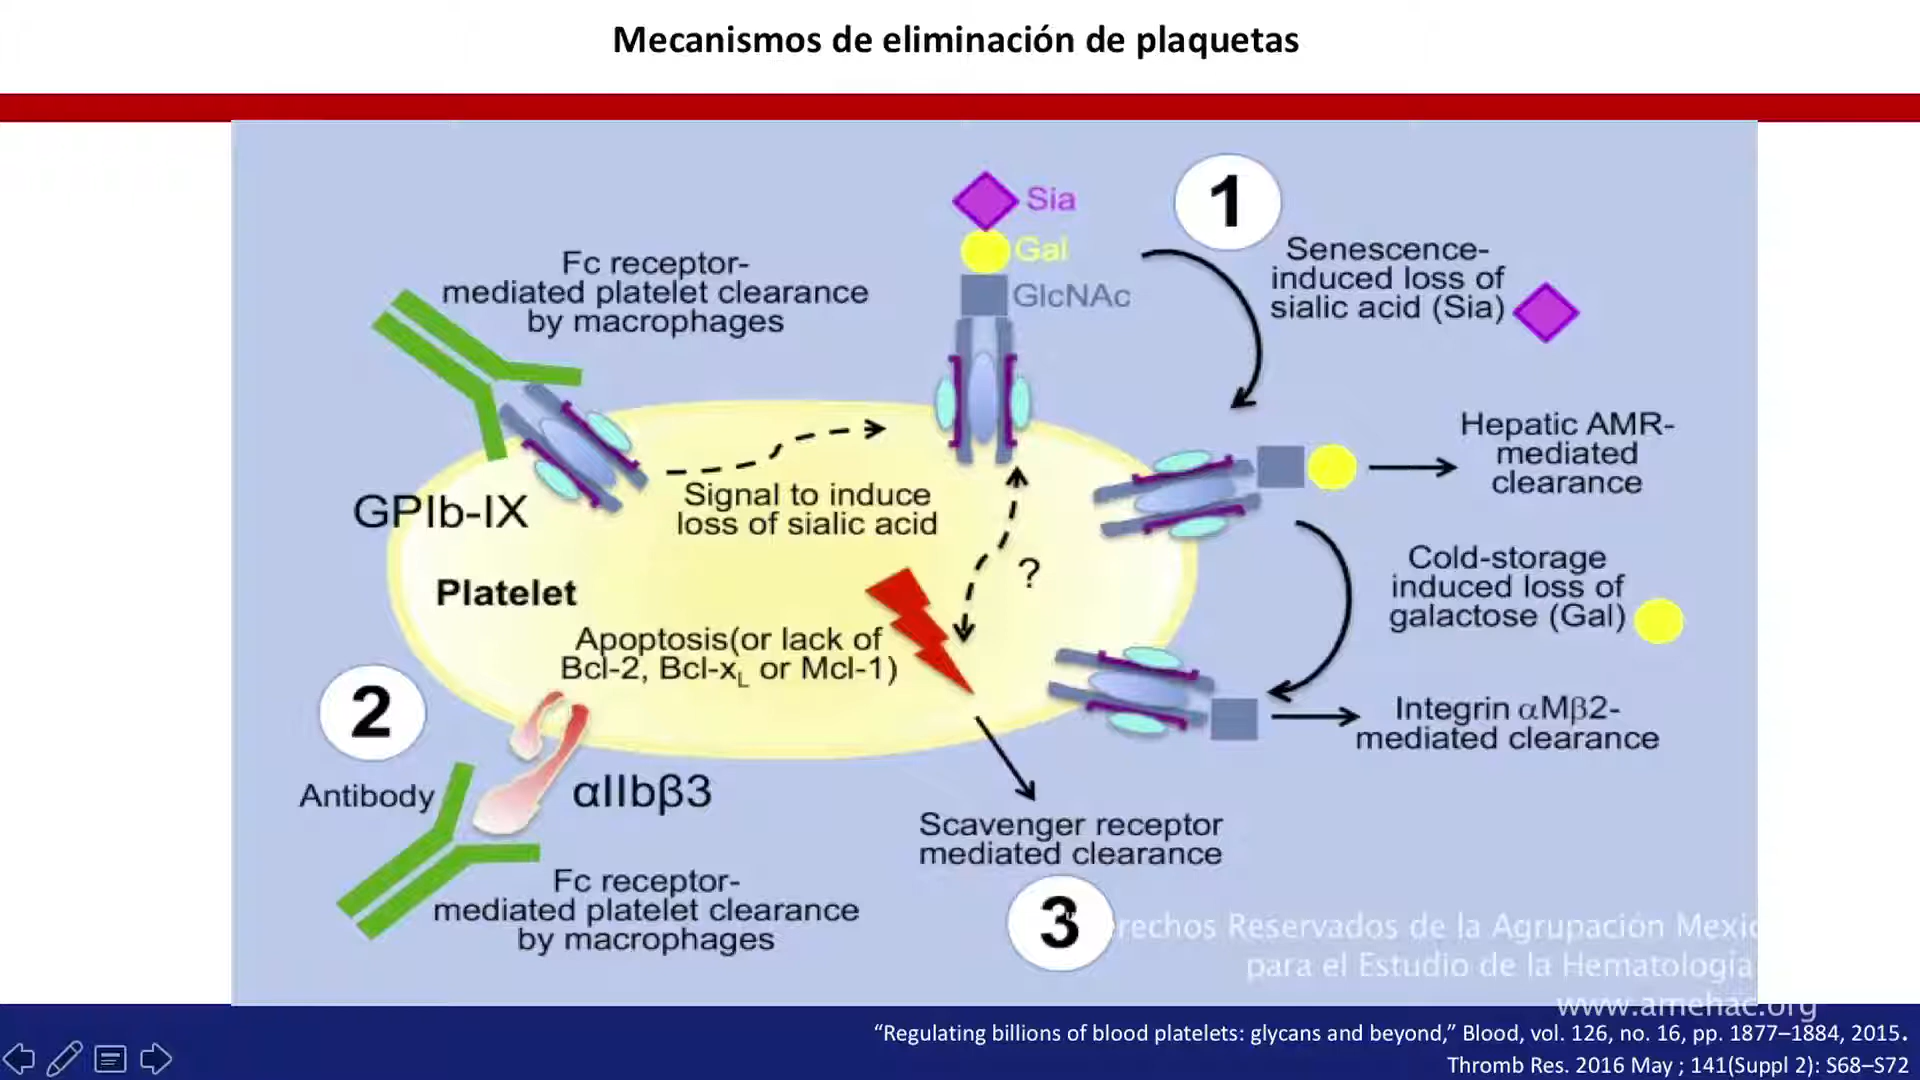 Mecanismos de eliminación de plaquetas
Sia
Gal
GlcNAc
1
Senescence-
induced loss of
sialic acid (Sia)
Fc receptor-
mediated platelet clearance
by macrophages
Hepatic AMR-
mediated
clearance
GPIb-IX
Signal to induce
loss of sialic acid
Cold-storage
induced loss of
galactose (Gal)
?
Platelet
Apoptosis(or lack of
Bcl-2, Bcl-xL or Mcl-1)
2
Integrin αMβ2-
mediated clearance
Antibody
αIIbβ3
Scavenger receptor
mediated clearance
Fc receptor-
mediated platelet clearance
by macrophages
3
rechos Reservados de la Agrupación Mexic
para el Estudio de la Hematología
www.amehac.org
“Regulating billions of blood platelets: glycans and beyond,” Blood, vol. 126, no. 16, pp. 1877–1884, 2015.
Thromb Res. 2016 May ; 141(Suppl 2): S68–S72